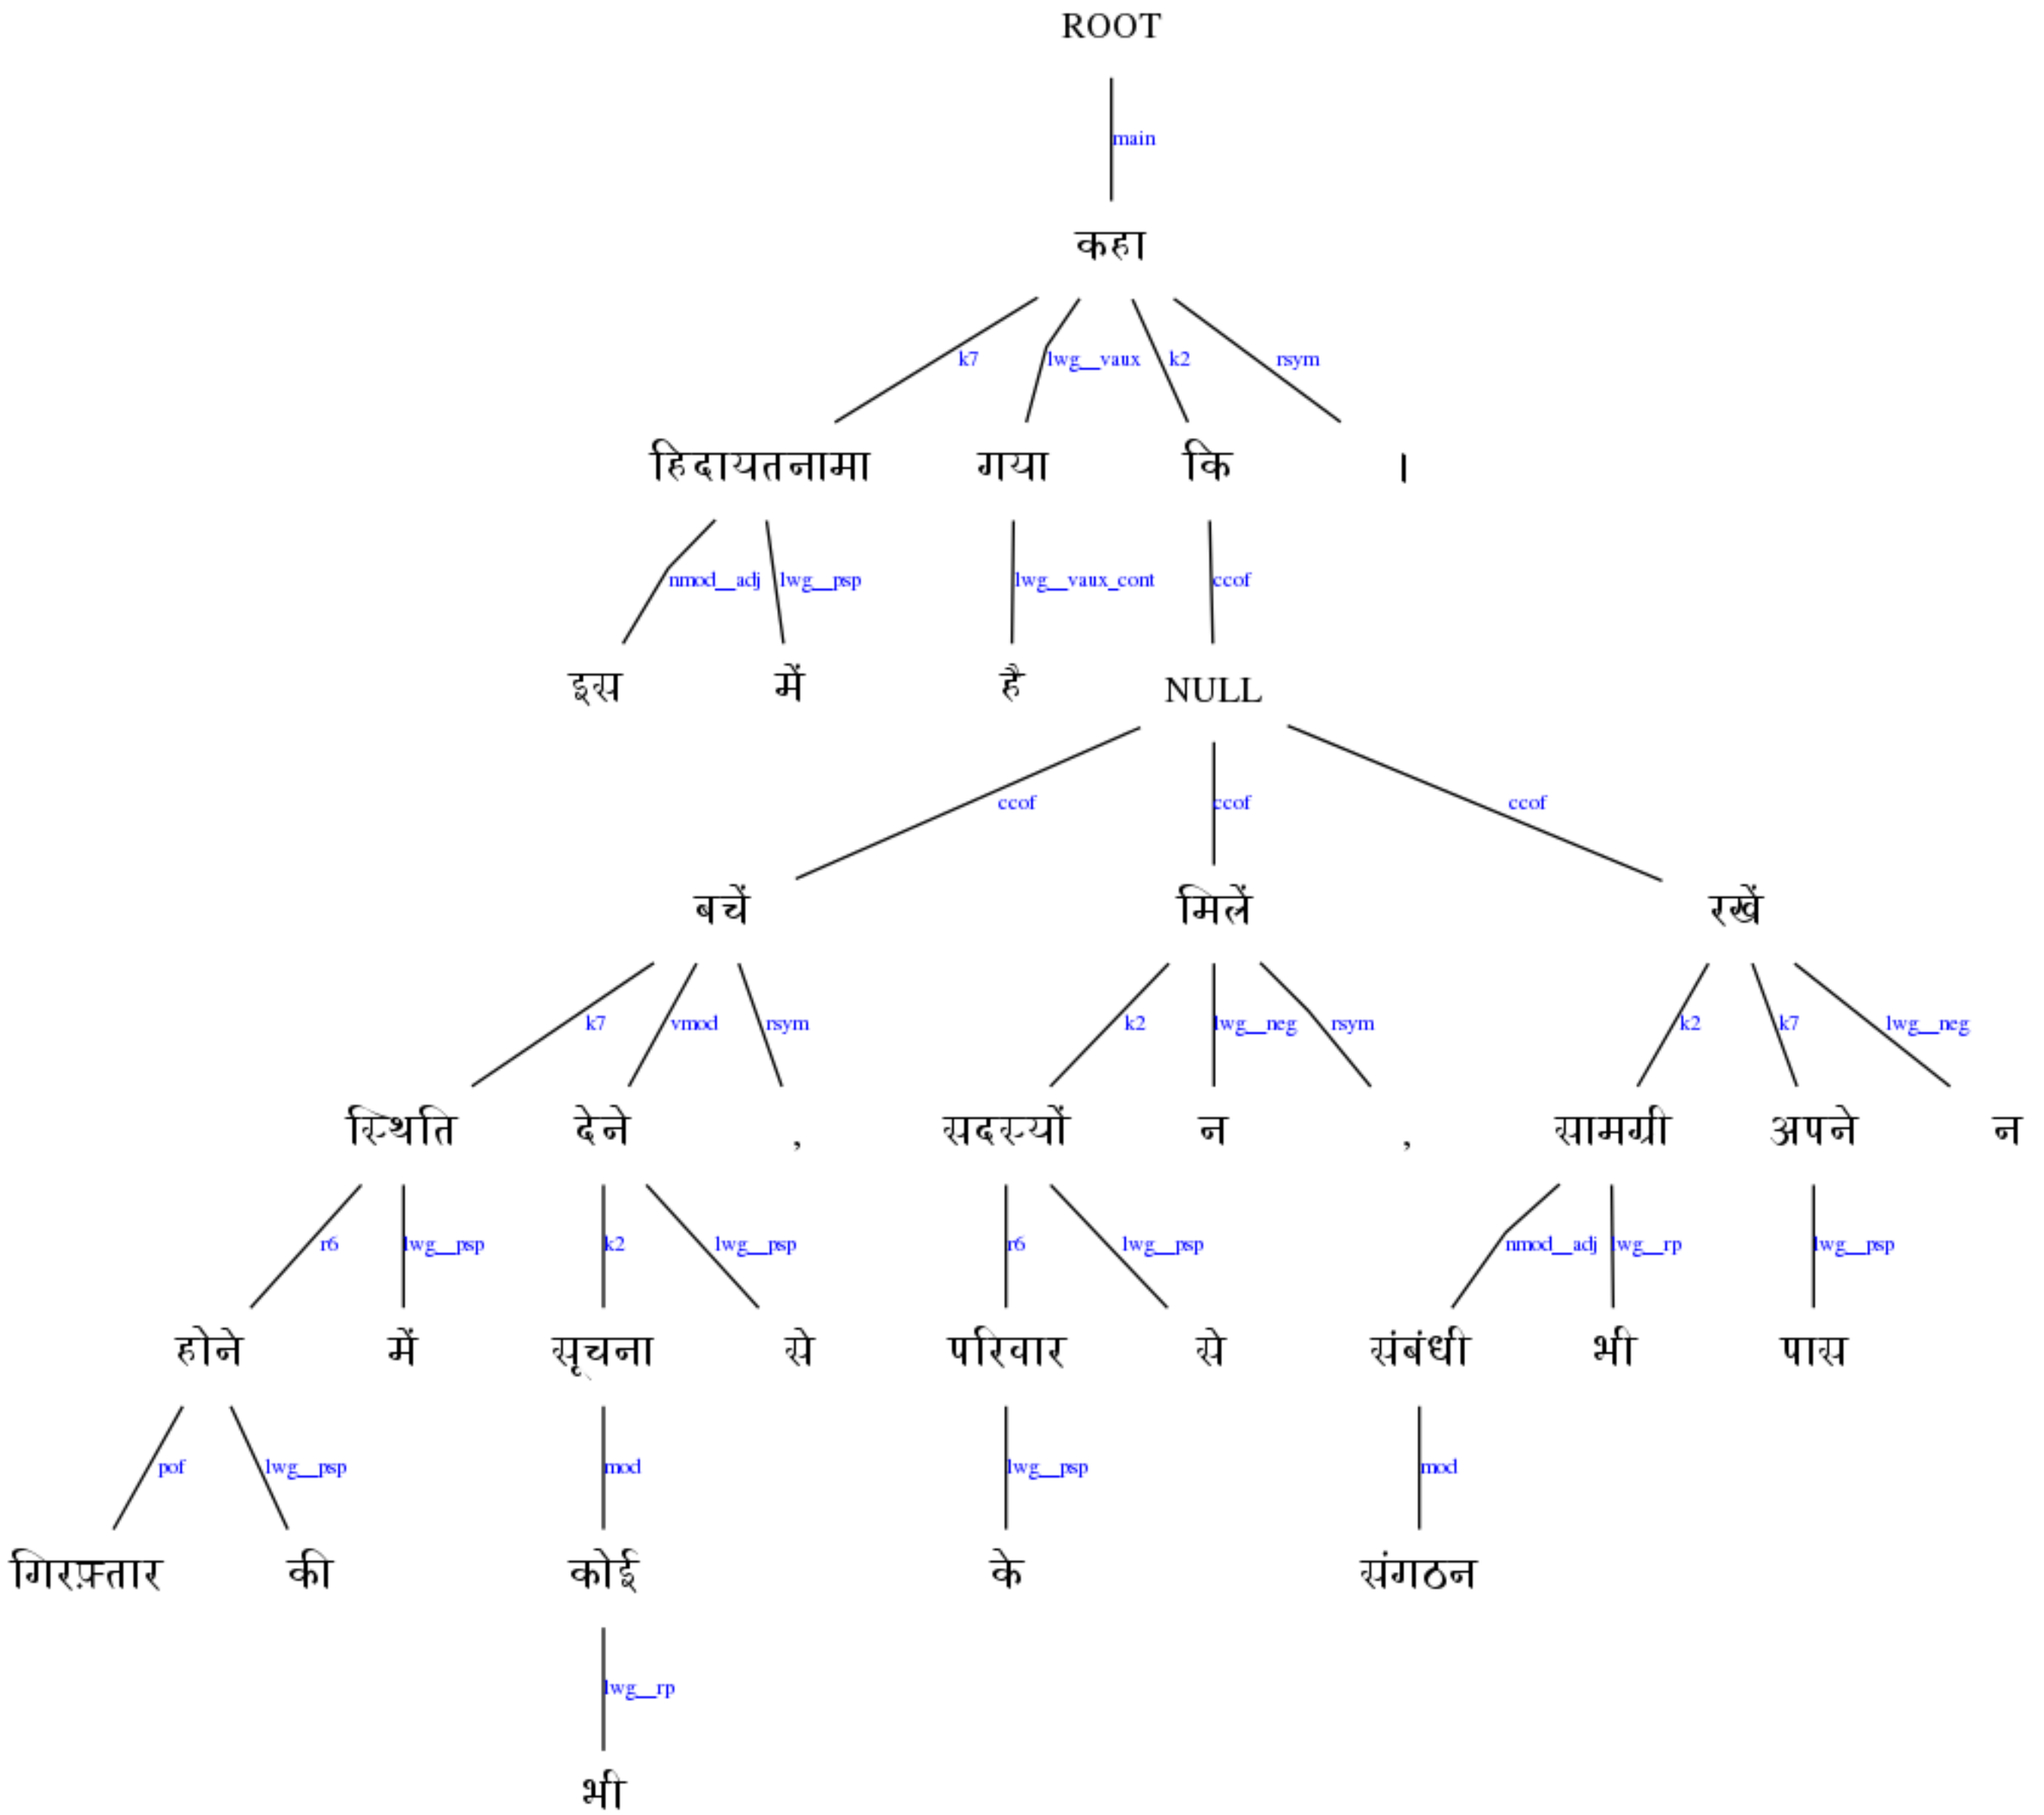 ROOT
main
कहा
k7 lwg__vaux k2 rsym
हिदायतनामा गया कि ।
nmod__adj lwg__psp lwg__vaux_cont ccof
इस में है NULL
ccof ccof ccof
बचें मिलें रखें
k7 vmod rsym k2 lwg__neg rsym k2 k7 lwg__neg
स्थिति देने , सदस्यों न , सामग्री अपने न
r6 lwg__psp k2 lwg__psp r6 lwg__psp nmod__adj lwg__rp lwg__psp
होने में सूचना से परिवार से संबंधी भी पास
pof lwg__psp mod lwg__psp mod
गिरफ़्तार की कोई के संगठन
lwg__rp
भी